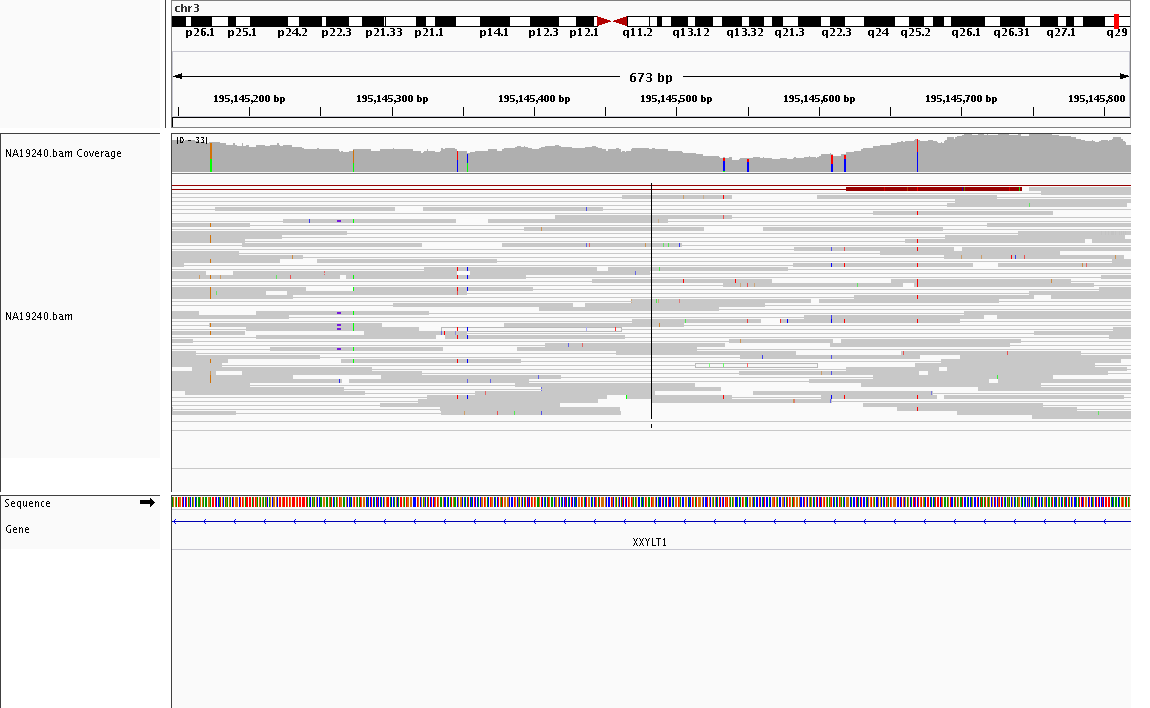 chr3
p26.1 p25.1 p24.2 p22.3 p21.33 p21.1 p14.1 p12.3 p12.1 q11.2 q13.12 q13.32 q21.3 q22.3 q24 q25.2 q26.1 q26.31 q27.1 q29
673 bp
195,145,200 bp 195,145,300 bp 195,145,400 bp 195,145,500 bp 195,145,600 bp 195,145,700 bp 195,145,800
[0 - 33]
NA19240.bam Coverage
NA19240.bam
Sequence
Gene
XXYLT1